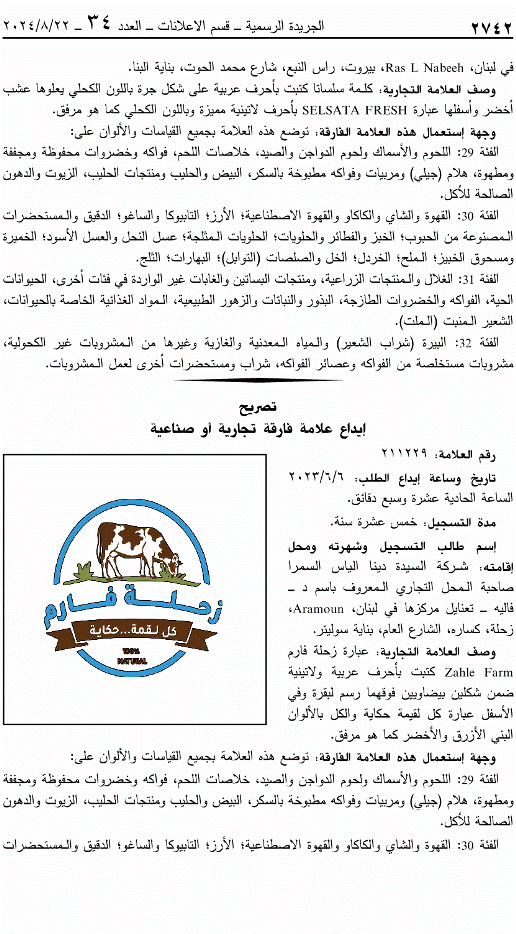 ٢٧٤٢
الجريدة الرسمية ـ قسم الاعلانات ـ العدد ٣٤ ـ ٢٠٢٤/٨/٢٢
في لبنان، Ras L Nabeeh، بيروت، راس النبع، شارع محمد الحوت، بناية البنا.
وصف العلامة التجارية: كلمة سلساتا كتبت بأحرف عربية على شكل جرة باللون الكحلي يعلوها عشب
أخضر وأسفلها عبارة SELSATA FRESH بأحرف لاتينية مميزة وباللون الكحلي كما هو مرفق.
وجهة إستعمال هذه العلامة الفارقة: توضع هذه العلامة بجميع القياسات والألوان على:
الفئة 29: اللحوم والأسماك ولحوم الدواجن والصيد، خلاصات اللحم، فواكه وخضروات محفوظة ومجففة
ومطهوة، هلام (جيلي) ومربيات وفواكه مطبوخة بالسكر، البيض والحليب ومنتجات الحليب، الزيوت والدهون
الصالحة للأكل.
الفئة 30: القهوة والشاي والكاكاو والقهوة الاصطناعية؛ الأرز؛ التابيوكا والساغو؛ الدقيق والمستحضرات
المصنوعة من الحبوب؛ الخبز والفطائر والحلويات؛ الحلويات المثلجة؛ عسل النحل والعسل الأسود؛ الخميرة
ومسحوق الخبيز؛ الملح؛ الخردل؛ الخل والصلصات (التوابل)؛ البهارات؛ الثلج.
الفئة 31: الغلال والمنتجات الزراعية، ومنتجات البساتين والغابات غير الواردة في فئات أخرى، الحيوانات
الحية، الفواكه والخضروات الطازجة، البذور والنباتات والزهور الطبيعية، المواد الغذائية الخاصة بالحيوانات،
الشعير المنبت (الملت).
الفئة 32: البيرة (شراب الشعير) والمياه المعدنية والغازية وغيرها من المشروبات غير الكحولية،
مشروبات مستخلصة من الفواكه وعصائر الفواكه، شراب ومستحضرات أخرى لعمل المشروبات.
تصريح
إيداع علامة فارقة تجارية أو صناعية
رقم العلامة: ٢١١٢٢٩
تاريخ وساعة إيداع الطلب: ٢٠٢٣/٦/٦
الساعة الحادية عشرة وسبع دقائق.
مدة التسجيل: خمس عشرة سنة.
إسم طالب التسجيل وشهرته ومحل
إقامته: شركة السيدة دينا الياس السمرا
صاحبة المحل التجاري المعروف باسم د ـ
فاليه ـ تعنايل مركزها في لبنان، Aramoun،
زحلة، كساره، الشارع العام، بناية سوليتر.
وصف العلامة التجارية: عبارة زحلة فارم
Zahle Farm كتبت بأحرف عربية ولاتينية
ضمن شكلين بيضاويين فوقهما رسم لبقرة وفي
الأسفل عبارة كل لقيمة حكاية والكل بالألوان
البني الأزرق والأخضر كما هو مرفق.
زحلة فارم
كل لقمة...حكاية
100%
NATURAL
وجهة إستعمال هذه العلامة الفارقة: توضع هذه العلامة بجميع القياسات والألوان على:
الفئة 29: اللحوم والأسماك ولحوم الدواجن والصيد، خلاصات اللحم، فواكه وخضروات محفوظة ومجففة
ومطهوة، هلام (جيلي) ومربيات وفواكه مطبوخة بالسكر، البيض والحليب ومنتجات الحليب، الزيوت والدهون
الصالحة للأكل.
الفئة 30: القهوة والشاي والكاكاو والقهوة الاصطناعية؛ الأرز؛ التابيوكا والساغو؛ الدقيق والمستحضرات